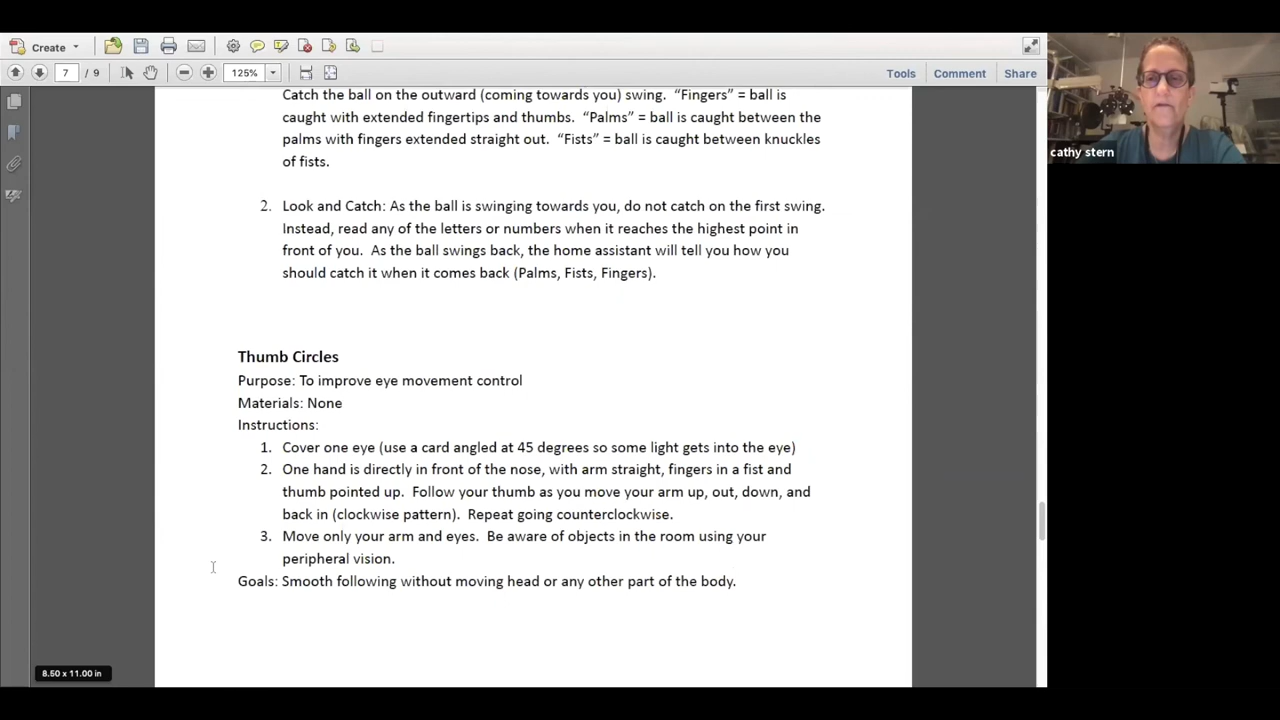 Create
7 / 9
125%
Tools
Comment
Share
cathy stern
Catch the ball on the outward (coming towards you) swing. “Fingers” = ball is
caught with extended fingertips and thumbs. “Palms” = ball is caught between the
palms with fingers extended straight out. “Fists” = ball is caught between knuckles
of fists.
2. Look and Catch: As the ball is swinging towards you, do not catch on the first swing.
Instead, read any of the letters or numbers when it reaches the highest point in
front of you. As the ball swings back, the home assistant will tell you how you
should catch it when it comes back (Palms, Fists, Fingers).
Thumb Circles
Purpose: To improve eye movement control
Materials: None
Instructions:
1. Cover one eye (use a card angled at 45 degrees so some light gets into the eye)
2. One hand is directly in front of the nose, with arm straight, fingers in a fist and
thumb pointed up. Follow your thumb as you move your arm up, out, down, and
back in (clockwise pattern). Repeat going counterclockwise.
3. Move only your arm and eyes. Be aware of objects in the room using your
peripheral vision.
Goals: Smooth following without moving head or any other part of the body.
8.50 x 11.00 in